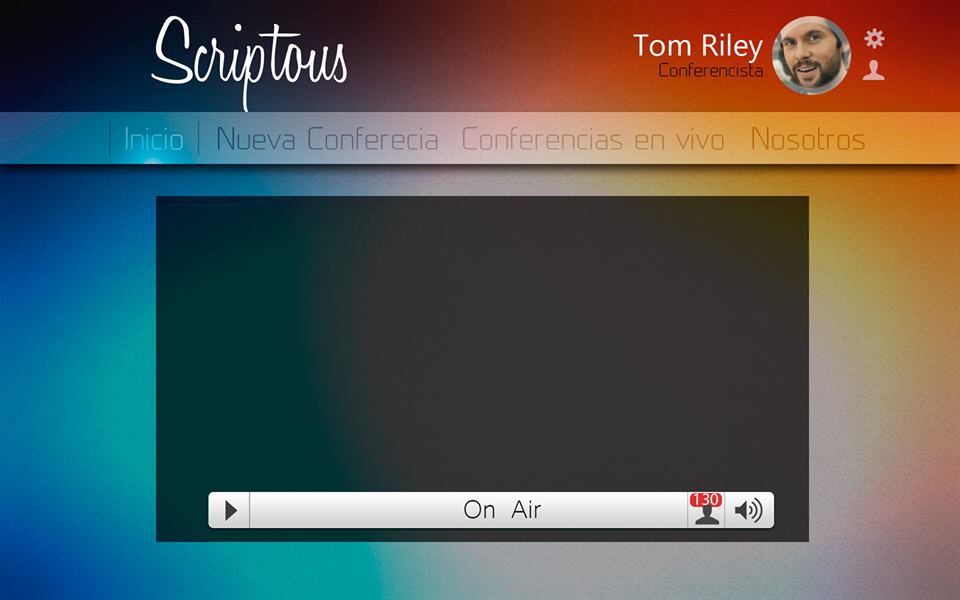 Scriptous
Tom Riley
Conferencista
Inicio
Nueva Conferecia
Conferencias en vivo
Nosotros
On Air
130